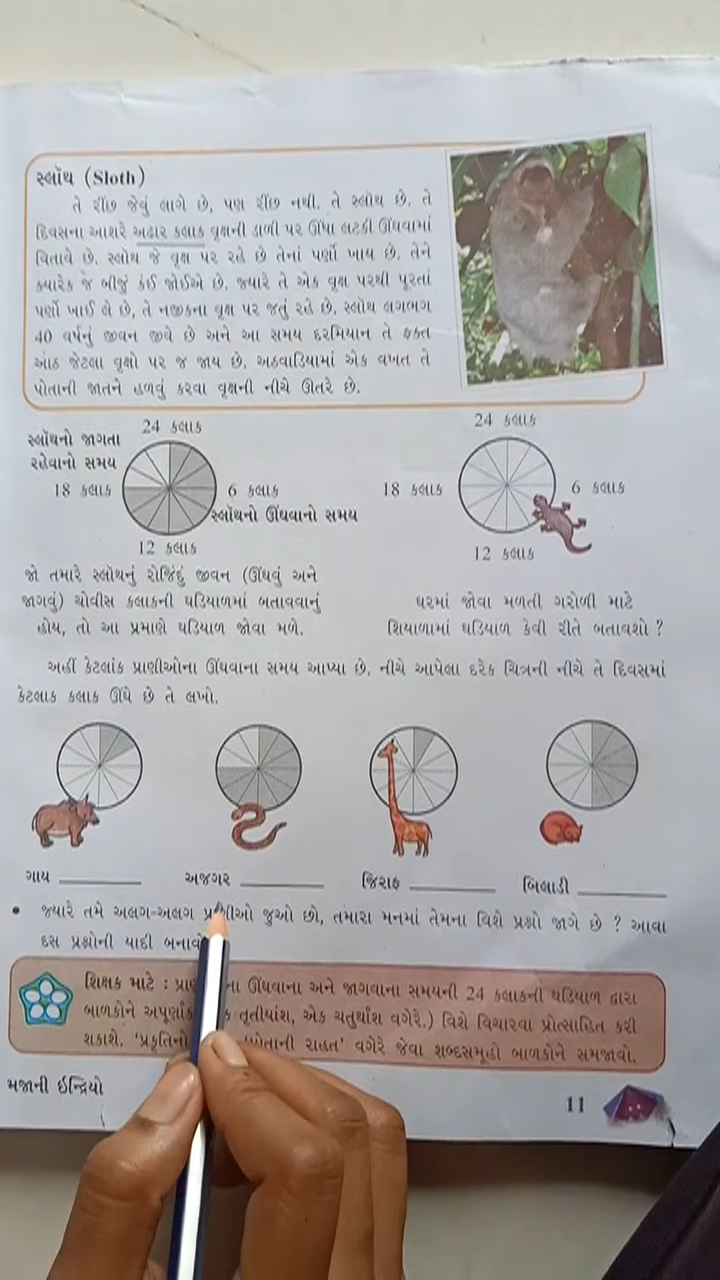 સ્લૉથ (Sloth)
તે રીંછ જેવું લાગે છે, પણ રીંછ નથી. તે સ્લૉથ છે. તે
દિવસના આશરે અઢાર કલાક વૃક્ષની ડાળી પર ઊંધા લટકી ઊંઘવામાં
વિતાવે છે. સ્લૉથ જે વૃક્ષ પર રહે છે તેનાં પર્ણો ખાય છે. તેને
ક્યારેક જ બીજું કંઈ જોઈએ છે. જ્યારે તે એક વૃક્ષ પરથી પૂરતાં
પર્ણો ખાઈ લે છે, તે નજીકના વૃક્ષ પર જતું રહે છે. સ્લૉથ લગભગ
40 વર્ષનું જીવન જીવે છે અને આ સમય દરમિયાન તે ફક્ત
આઠ જેટલા વૃક્ષો પર જ જાય છે. અઠવાડિયામાં એક વખત તે
પોતાની જાતને હળવું કરવા વૃક્ષની નીચે ઊતરે છે.
24 કલાક
સ્લૉથનો જાગતા
રહેવાનો સમય
18 કલાક
6 કલાક
સ્લૉથનો ઊંઘવાનો સમય
12 કલાક
24 કલાક
18 કલાક
6 કલાક
12 કલાક
જો તમારે સ્લૉથનું રોજિંદું જીવન (ઊંઘવું અને
જાગવું) ચોવીસ કલાકની ઘડિયાળમાં બતાવવાનું
હોય, તો આ પ્રમાણે ઘડિયાળ જોવા મળે.
ઘરમાં જોવા મળતી ગરોળી માટે
શિયાળામાં ઘડિયાળ કેવી રીતે બતાવશો ?
અહીં કેટલાંક પ્રાણીઓના ઊંઘવાના સમય આપ્યા છે. નીચે આપેલા દરેક ચિત્રની નીચે તે દિવસમાં
કેટલાક કલાક ઊંઘે છે તે લખો.
ગાય
અજગર
જિરાફ
બિલાડી
• જ્યારે તમે અલગ-અલગ પ્રાણીઓ જુઓ છો, તમારા મનમાં તેમના વિશે પ્રશ્નો જાગે છે ? આવા
દસ પ્રશ્નોની યાદી બનાવો
શિક્ષક માટે : ના ઊંઘવાના અને જાગવાના સમયની 24 કલાકની ઘડિયાળ દ્વારા
બાળકોને તૃતીયાંશ, એક ચતુર્થાંશ વગેરે.) વિશે વિચારવા પ્રોત્સાહિત કરી
શકાશે. 'પ્રકૃતિનો 'પોતાની રાહત' વગેરે જેવા શબ્દસમૂહો બાળકોને સમજાવો.
મજાની ઈન્દ્રિયો
11